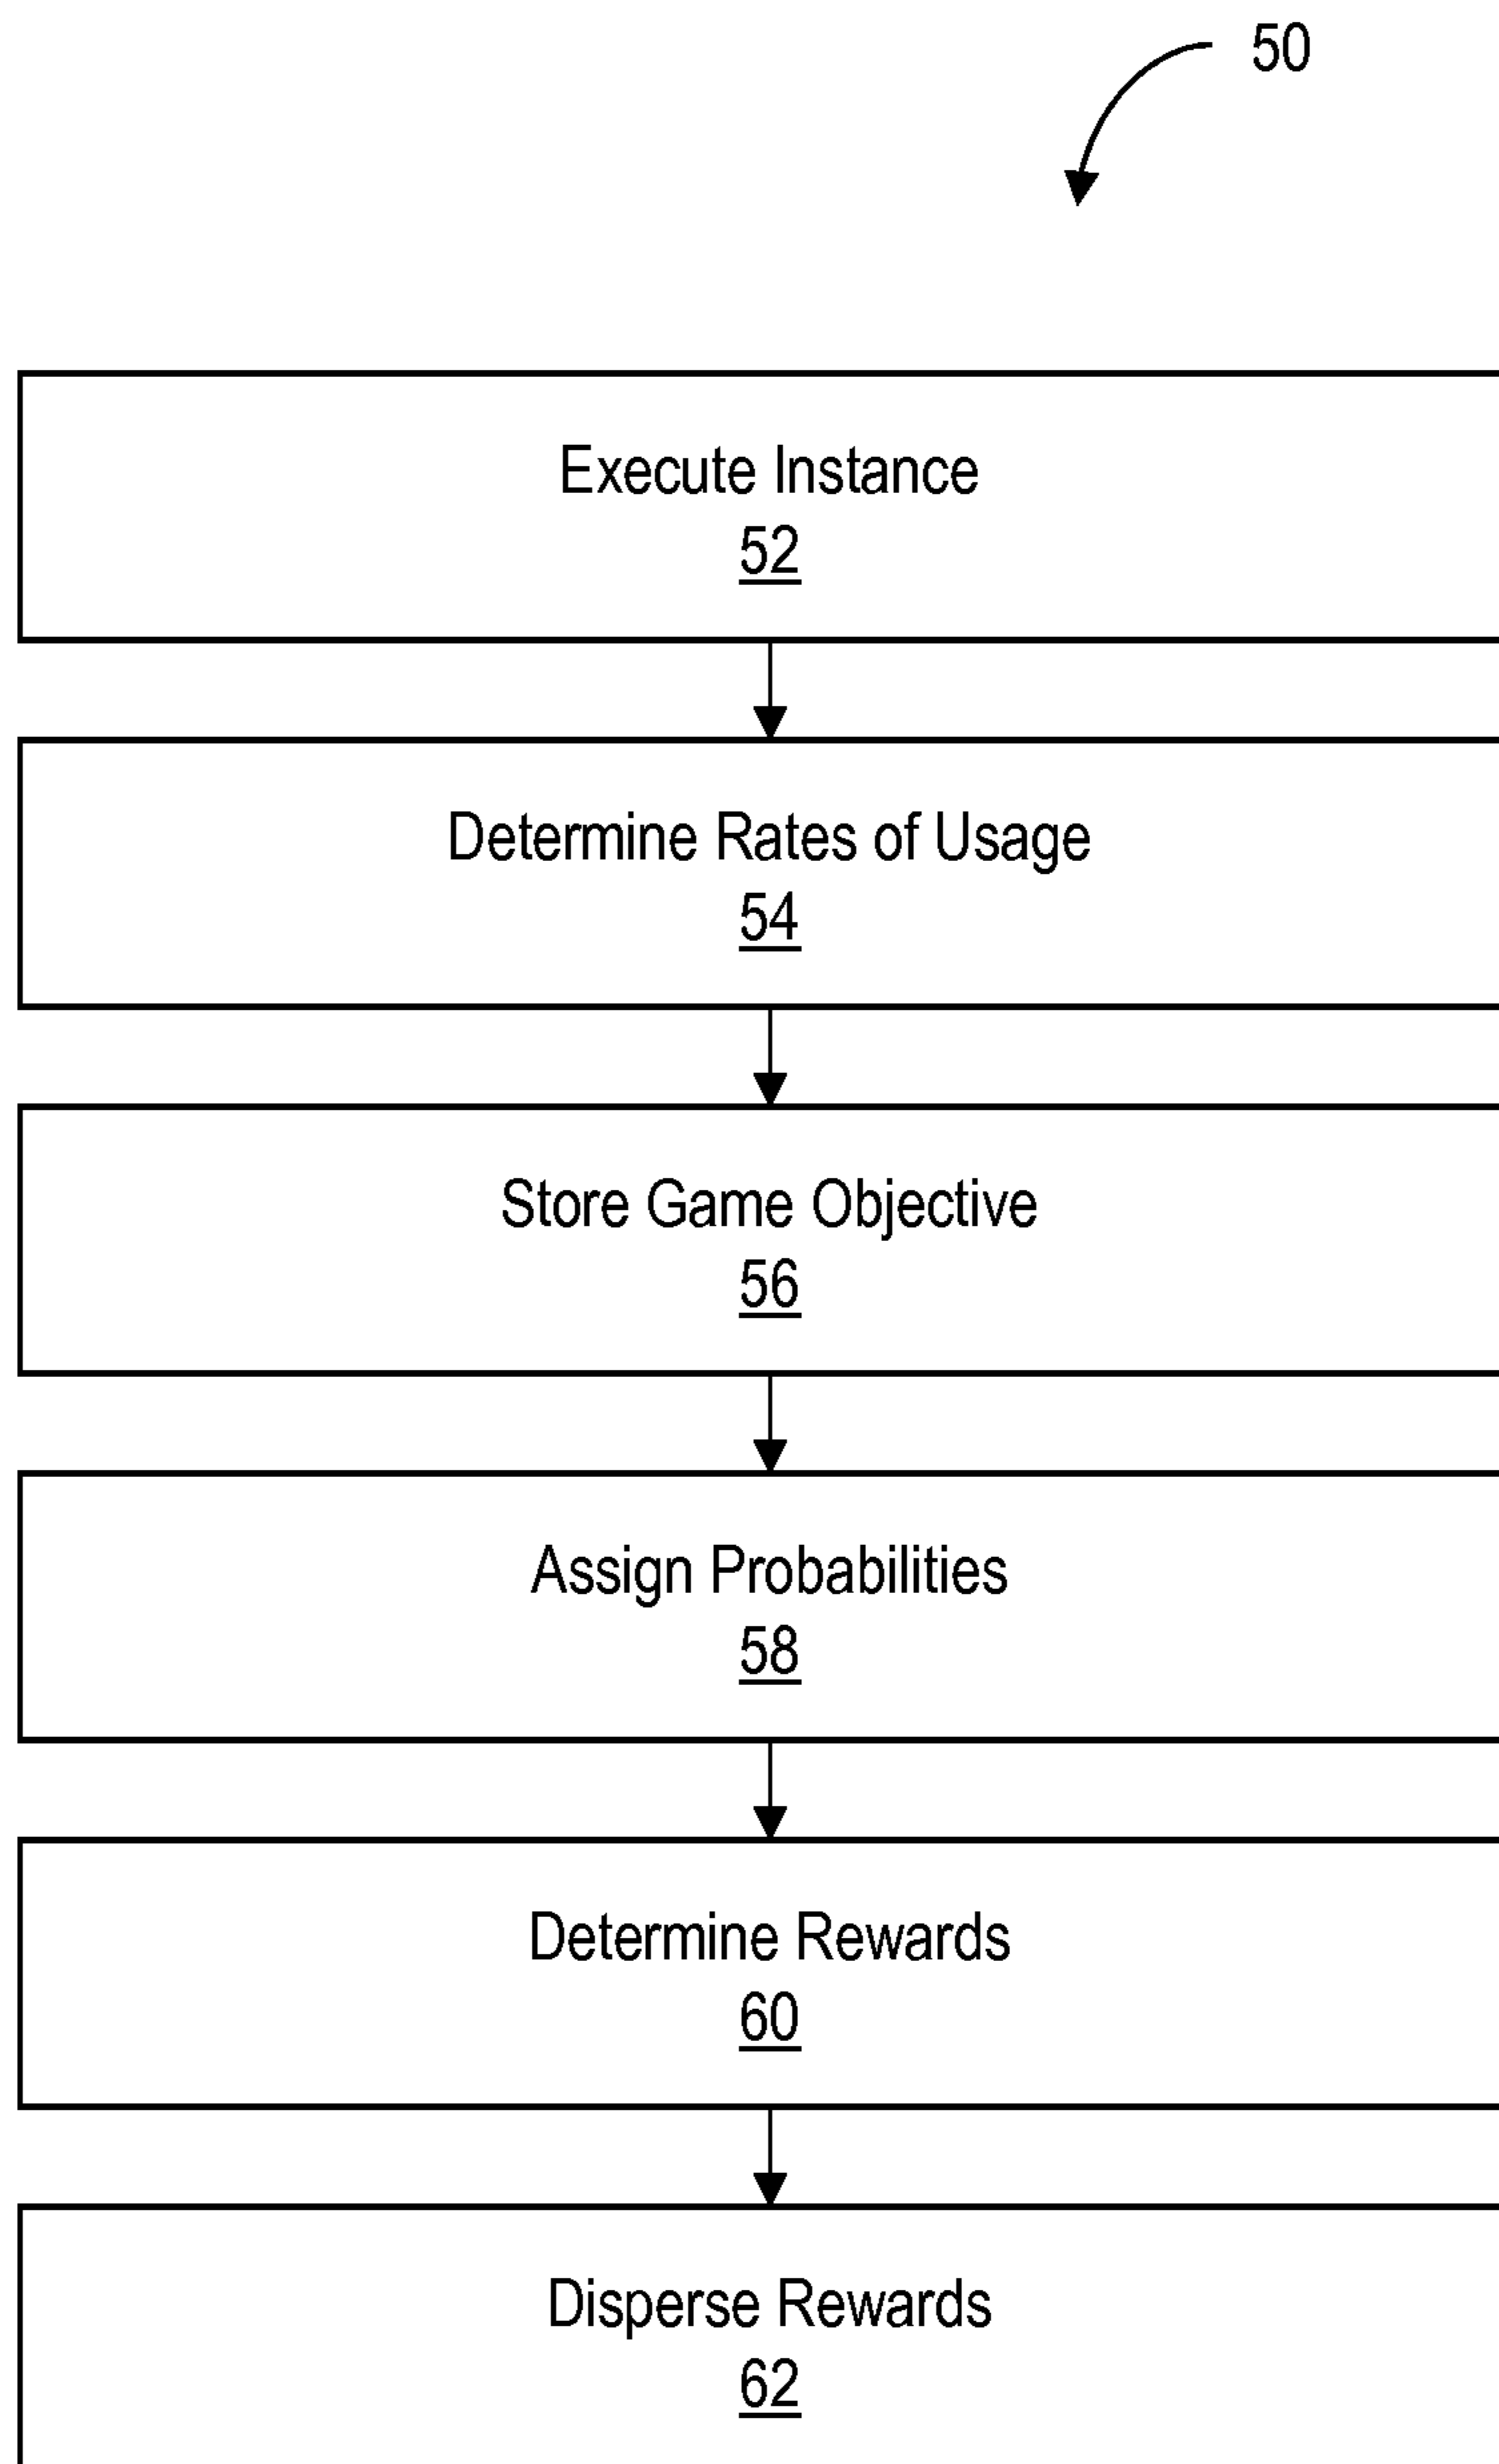 50
Execute Instance
52
Determine Rates of Usage
54
Store Game Objective
56
Assign Probabilities
58
Determine Rewards
60
Disperse Rewards
62